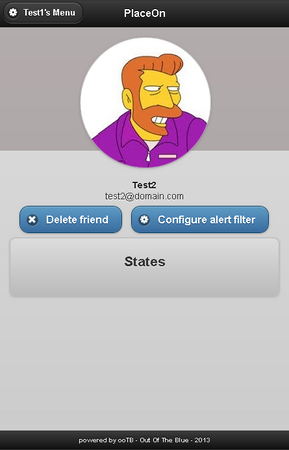 Test1's Menu
PlaceOn
Test2
test2@domain.com
Delete friend
Configure alert filter
States
powered by ooTB - Out Of The Blue - 2013